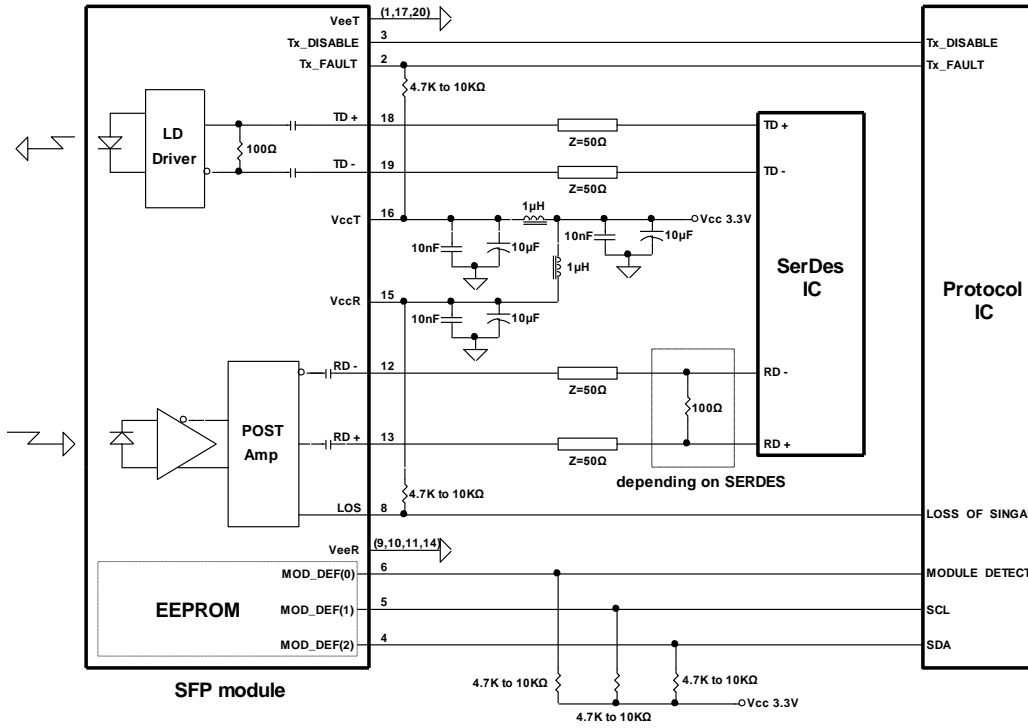 VeeT
(1,17,20)
Tx_DISABLE
3
Tx_DISABLE
Tx_FAULT
2
Tx_FAULT
4.7K to 10KΩ
LD
Driver
100Ω
TD +
18
Z=50Ω
TD +
TD -
19
Z=50Ω
TD -
VccT
16
1µH
Vcc 3.3V
10nF
10µF
10nF
10µF
1µH
SerDes
IC
Protocol
IC
VccR
15
10nF
10µF
RD -
12
Z=50Ω
RD -
100Ω
POST
Amp
RD +
13
Z=50Ω
RD +
depending on SERDES
4.7K to 10KΩ
LOS
8
LOSS OF SINGA
VeeR
(9,10,11,14)
MOD_DEF(0)
6
MODULE DETECT
EEPROM
MOD_DEF(1)
5
SCL
MOD_DEF(2)
4
SDA
SFP module
4.7K to 10KΩ
4.7K to 10KΩ
4.7K to 10KΩ
Vcc 3.3V